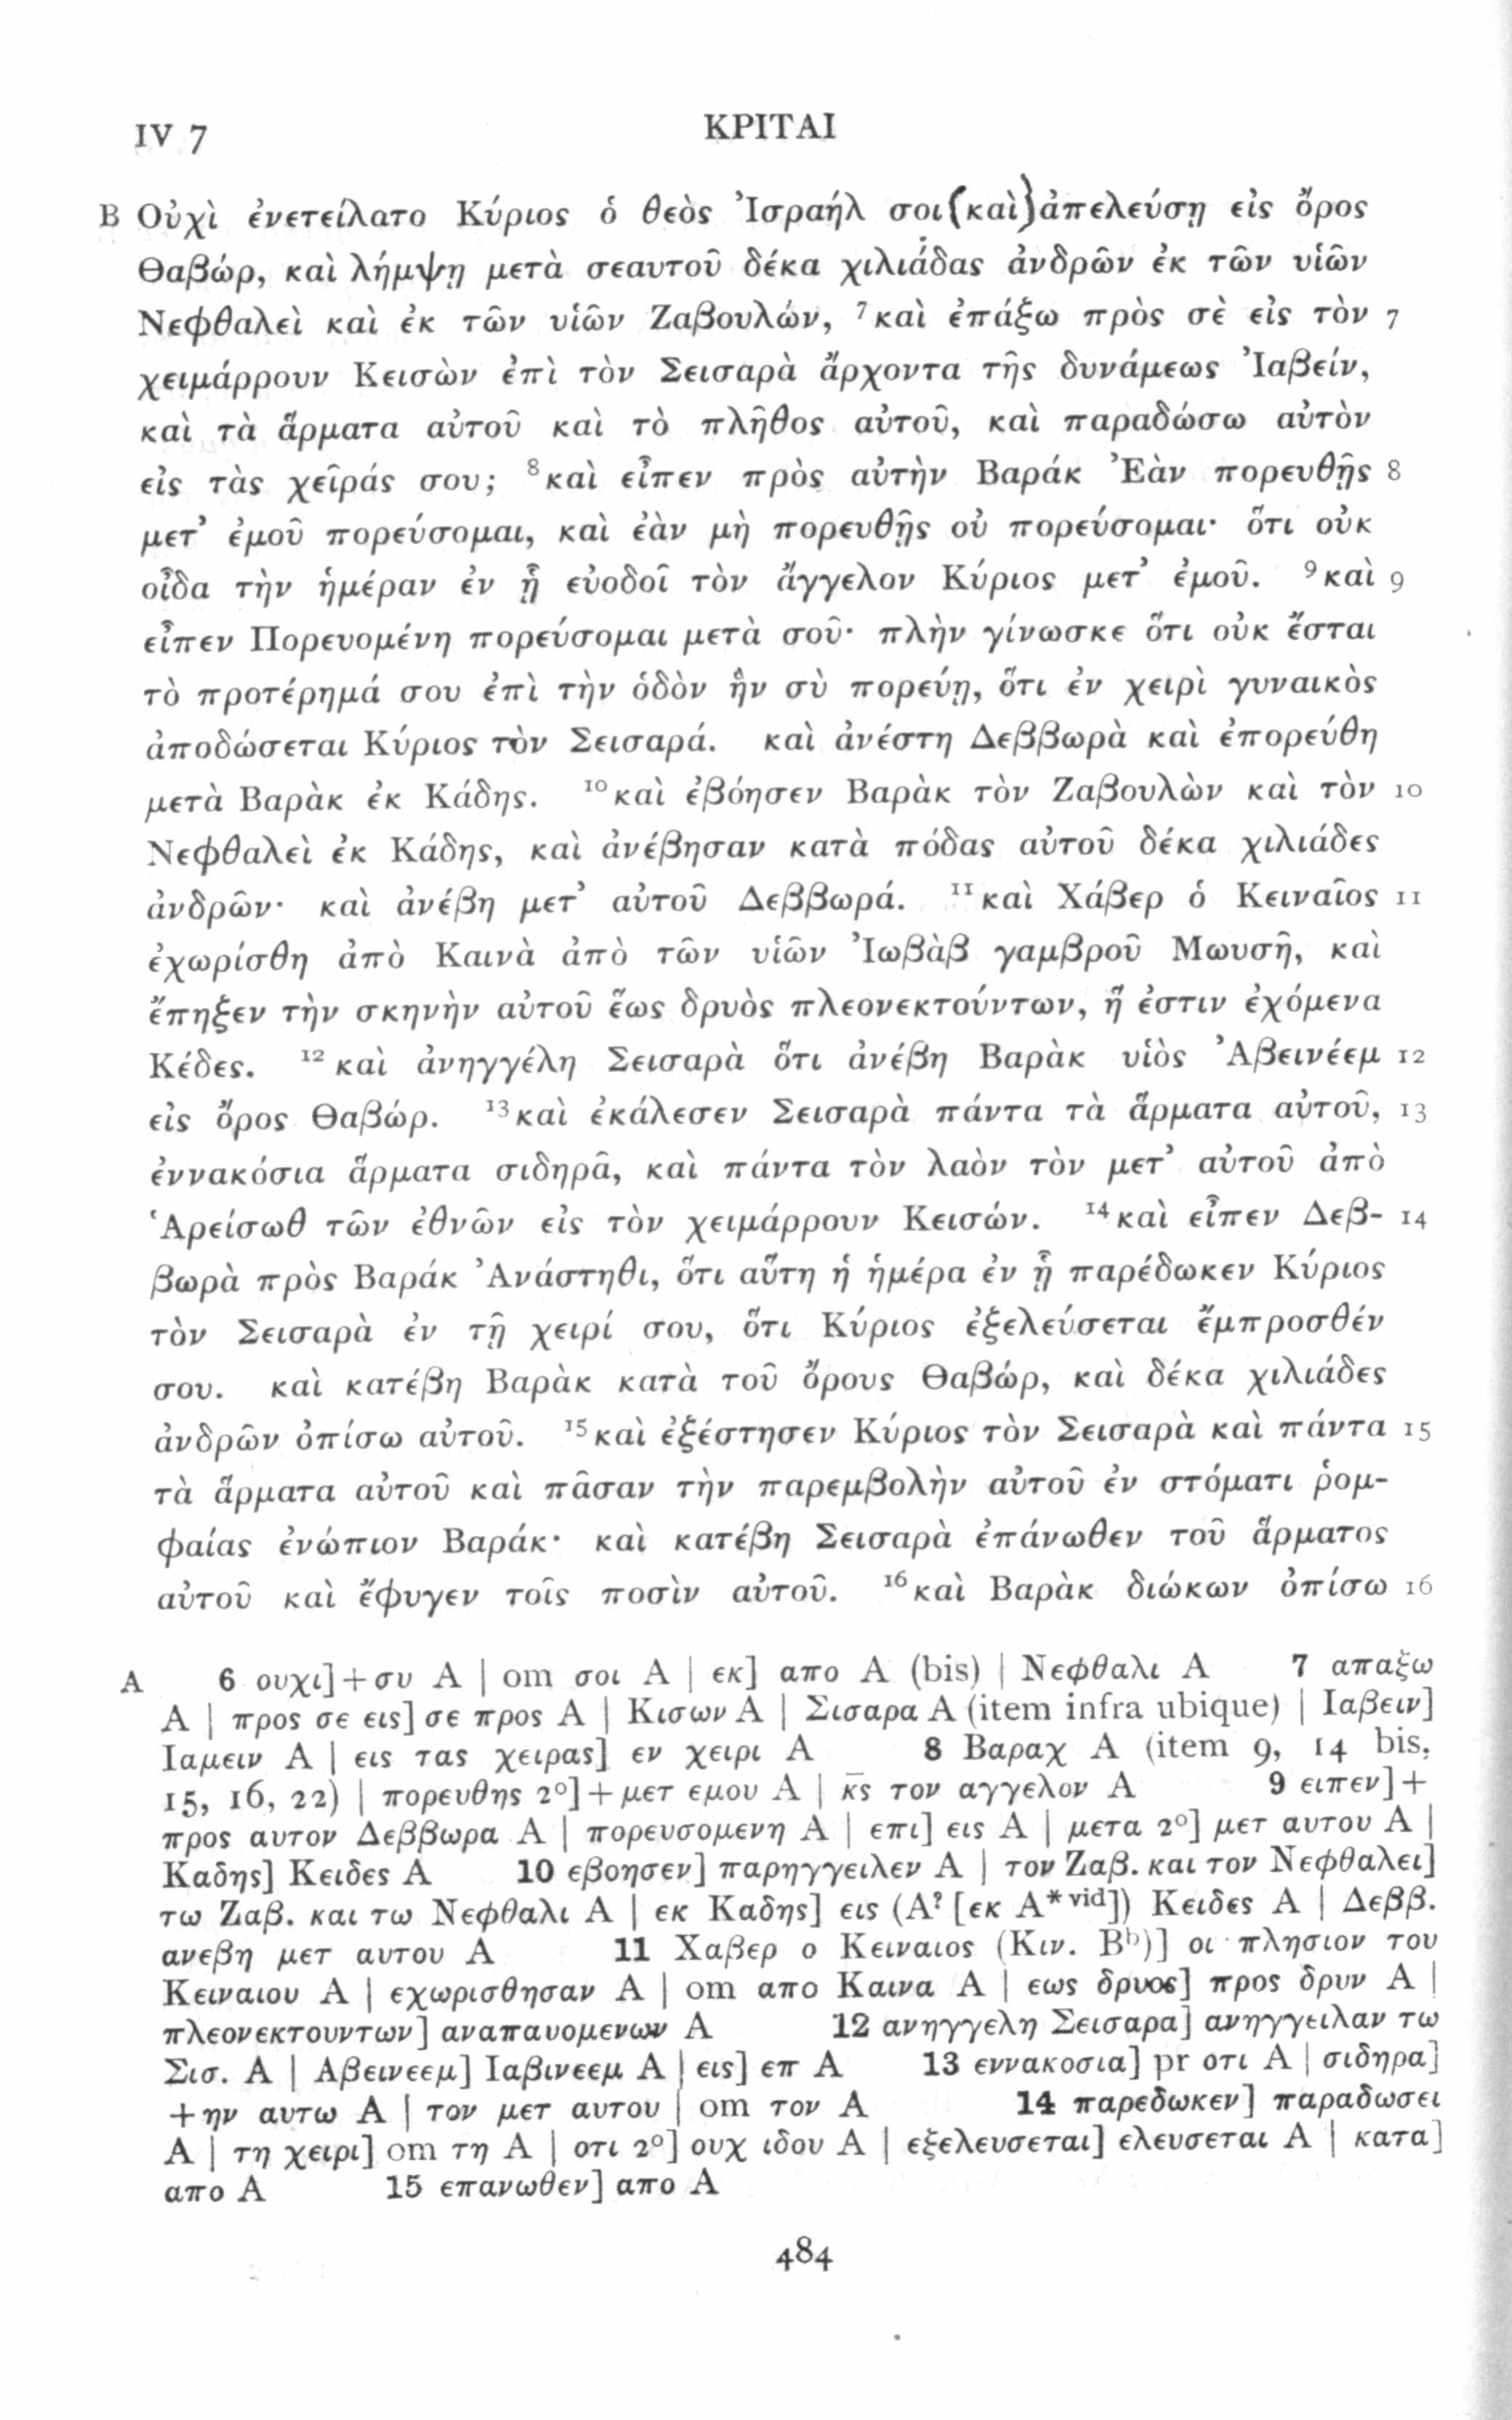 IV 7
ΚΡΙΤΑΙ
B Οὐχὶ ἐνετείλατο Κύριος ὁ θεὸς Ἰσραήλ σοι (καὶ) ἀπελεύσῃ εἰς ὄρος
Θαβώρ, καὶ λήμψῃ μετὰ σεαυτοῦ δέκα χιλιάδας ἀνδρῶν ἐκ τῶν υἱῶν
Νεφθαλεὶ καὶ ἐκ τῶν υἱῶν Ζαβουλών, ⁷καὶ ἐπάξω πρὸς σὲ εἰς τὸν 7
χειμάρρουν Κεισὼν ἐπὶ τὸν Σεισαρὰ ἄρχοντα τῆς δυνάμεως Ἰαβείν,
καὶ τὰ ἅρματα αὐτοῦ καὶ τὸ πλῆθος αὐτοῦ, καὶ παραδώσω αὐτὸν
εἰς τὰς χεῖράς σου; ⁸καὶ εἶπεν πρὸς αὐτὴν Βαράκ Ἐὰν πορευθῇς 8
μετ᾽ ἐμοῦ πορεύσομαι, καὶ ἐὰν μὴ πορευθῇς οὐ πορεύσομαι· ὅτι οὐκ
οἶδα τὴν ἡμέραν ἐν ᾗ εὐοδοῖ τὸν ἄγγελον Κύριος μετ᾽ ἐμοῦ. ⁹καὶ 9
εἶπεν Πορευομένη πορεύσομαι μετὰ σοῦ· πλὴν γίνωσκε ὅτι οὐκ ἔσται
τὸ προτέρημά σου ἐπὶ τὴν ὁδὸν ἣν σὺ πορεύῃ, ὅτι ἐν χειρὶ γυναικὸς
ἀποδώσεται Κύριος τὸν Σεισαρά. καὶ ἀνέστη Δεββωρὰ καὶ ἐπορεύθη
μετὰ Βαρὰκ ἐκ Κάδης. ¹⁰καὶ ἐβόησεν Βαρὰκ τὸν Ζαβουλὼν καὶ τὸν 10
Νεφθαλεὶ ἐκ Κάδης, καὶ ἀνέβησαν κατὰ πόδας αὐτοῦ δέκα χιλιάδες
ἀνδρῶν· καὶ ἀνέβη μετ᾽ αὐτοῦ Δεββωρά. ¹¹καὶ Χάβερ ὁ Κειναῖος 11
ἐχωρίσθη ἀπὸ Καινὰ ἀπὸ τῶν υἱῶν Ἰωβὰβ γαμβροῦ Μωυσῆ, καὶ
ἔπηξεν τὴν σκηνὴν αὐτοῦ ἕως δρυὸς πλεονεκτούντων, ἥ ἐστιν ἐχόμενα
Κέδες. ¹²καὶ ἀνηγγέλη Σεισαρὰ ὅτι ἀνέβη Βαρὰκ υἱὸς Ἀβεινέεμ 12
εἰς ὄρος Θαβώρ. ¹³καὶ ἐκάλεσεν Σεισαρὰ πάντα τὰ ἅρματα αὐτοῦ, 13
ἐννακόσια ἅρματα σιδηρᾶ, καὶ πάντα τὸν λαὸν τὸν μετ᾽ αὐτοῦ ἀπὸ
Ἁρείσωθ τῶν ἐθνῶν εἰς τὸν χειμάρρουν Κεισών. ¹⁴καὶ εἶπεν Δεβ- 14
βωρὰ πρὸς Βαράκ Ἀνάστηθι, ὅτι αὕτη ἡ ἡμέρα ἐν ᾗ παρέδωκεν Κύριος
τὸν Σεισαρὰ ἐν τῇ χειρί σου, ὅτι Κύριος ἐξελεύσεται ἔμπροσθέν
σου. καὶ κατέβη Βαρὰκ κατὰ τοῦ ὄρους Θαβώρ, καὶ δέκα χιλιάδες
ἀνδρῶν ὀπίσω αὐτοῦ. ¹⁵καὶ ἐξέστησεν Κύριος τὸν Σεισαρὰ καὶ πάντα 15
τὰ ἅρματα αὐτοῦ καὶ πᾶσαν τὴν παρεμβολὴν αὐτοῦ ἐν στόματι ῥομ-
φαίας ἐνώπιον Βαράκ· καὶ κατέβη Σεισαρὰ ἐπάνωθεν τοῦ ἅρματος
αὐτοῦ καὶ ἔφυγεν τοῖς ποσὶν αὐτοῦ. ¹⁶καὶ Βαρὰκ διώκων ὀπίσω 16
A 6 ουχι]+συ A | om σοι A | εκ] απο A (bis) | Νεφθαλι A 7 απαξω
A | προς σε εις] σε προς A | Κισων A | Σισαρα A (item infra ubique) | Ιαβειν]
Ιαμειν A | εις τας χειρας] εν χειρι A 8 Βαραχ A (item 9, 14 bis,
15, 16, 22) | πορευθης 2°]+μετ εμου A | κ̅ς̅ τον αγγελον A 9 ειπεν]+
προς αυτον Δεββωρα A | πορευσομενη A | επι] εις A | μετα 2°] μετ αυτου A |
Καδης] Κειδες A 10 εβοησεν] παρηγγειλεν A | τον Ζαβ. και τον Νεφθαλει]
τω Ζαβ. και τω Νεφθαλι A | εκ Καδης] εις (A? [εκ A* vid]) Κειδες A | Δεββ.
ανεβη μετ αυτου A 11 Χαβερ ο Κειναιος (Κιν. Bᵇ)] οι πλησιον του
Κειναιου A | εχωρισθησαν A | om απο Καινα A | εως δρυος] προς δρυν A |
πλεονεκτουντων] αναπαυομενων A 12 ανηγγελη Σεισαρα] ανηγγειλαν τω
Σισ. A | Αβεινεεμ] Ιαβινεεμ A | εις] επ A 13 εννακοσια] pr οτι A | σιδηρα]
+ην αυτω A | τον μετ αυτου | om τον A 14 παρεδωκεν] παραδωσει
A | τη χειρι] om τη A | οτι 2°] ουχ ιδου A | εξελευσεται] ελευσεται A | κατα]
απο A 15 επανωθεν] απο A
484